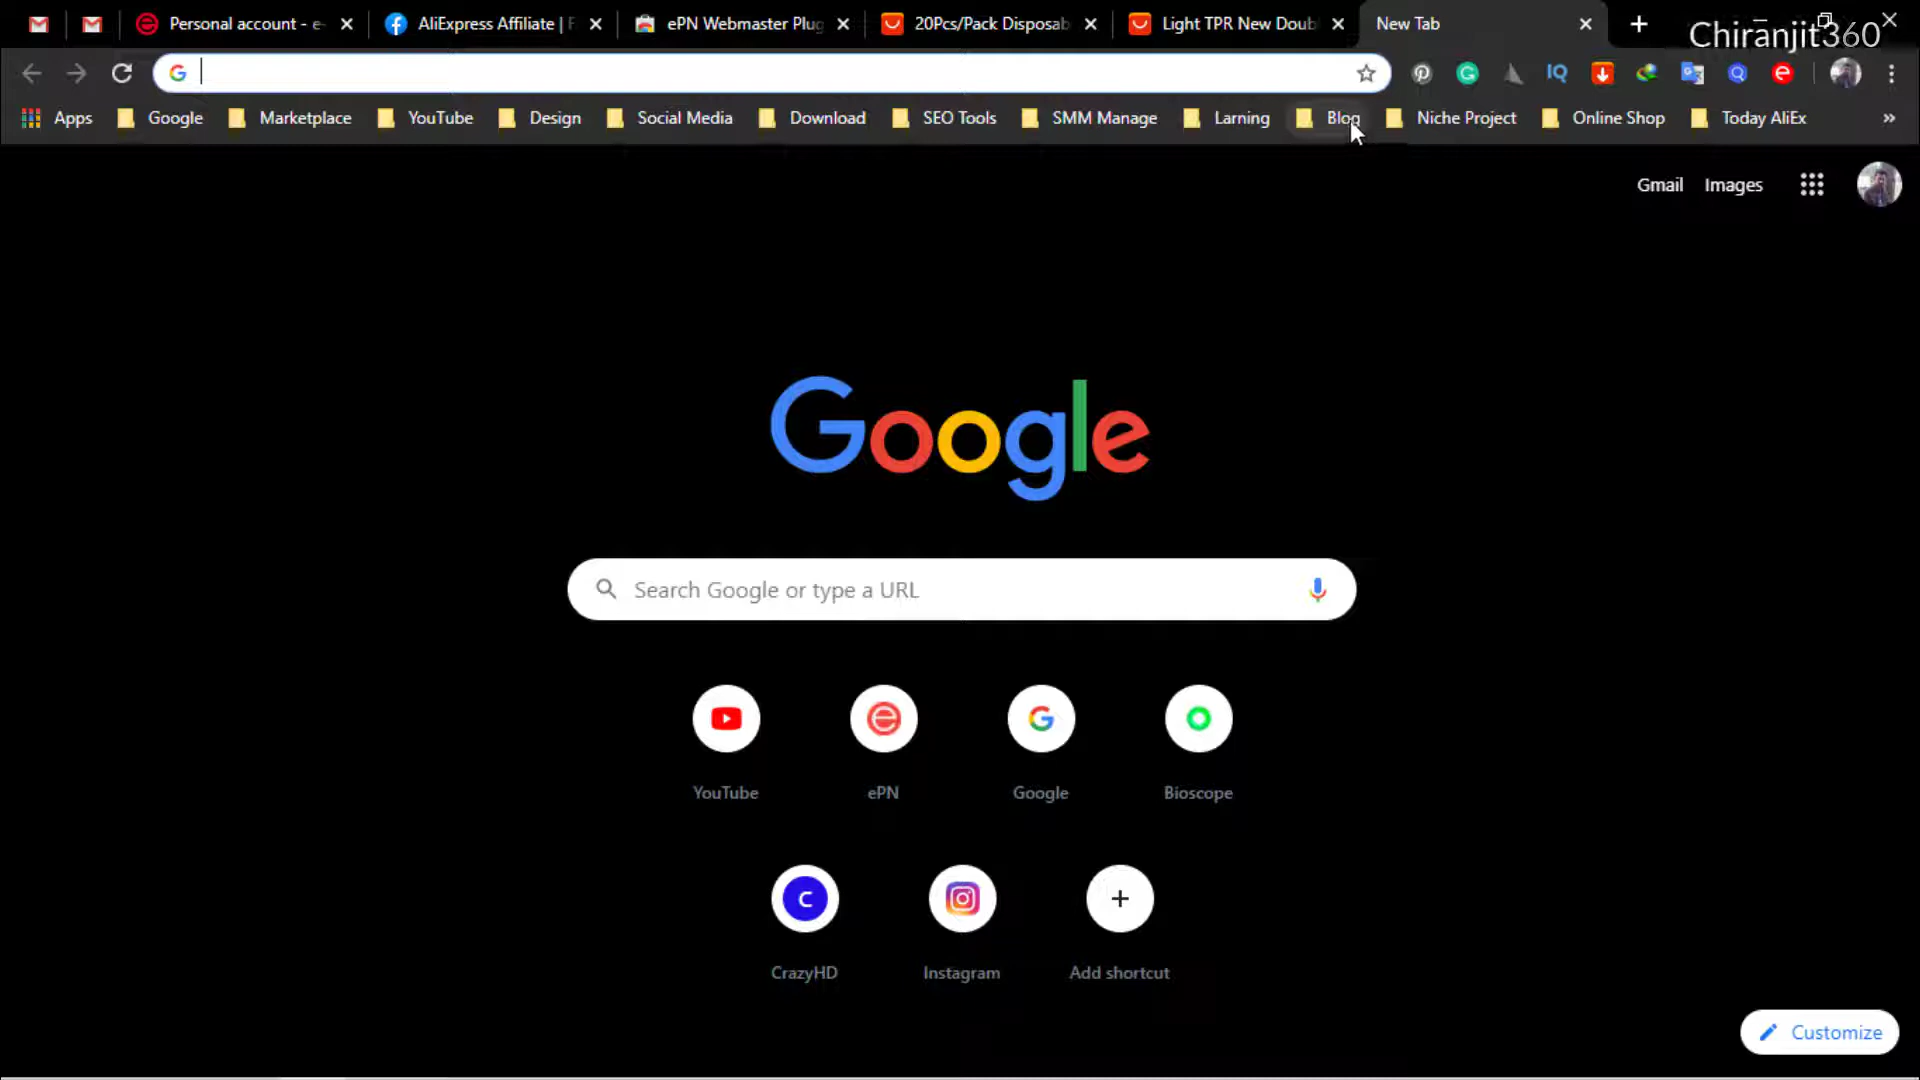 Personal account - e-
AliExpress Affiliate | F
ePN Webmaster Plug
20Pcs/Pack Disposab
Light TPR New Doub
New Tab
Chiranjit360
IQ
Apps
Google
Marketplace
YouTube
Design
Social Media
Download
SEO Tools
SMM Manage
Larning
Blog
Niche Project
Online Shop
Today AliEx
»
Gmail
Images
Google
Search Google or type a URL
YouTube
ePN
Google
Bioscope
C
CrazyHD
Instagram
Add shortcut
Customize